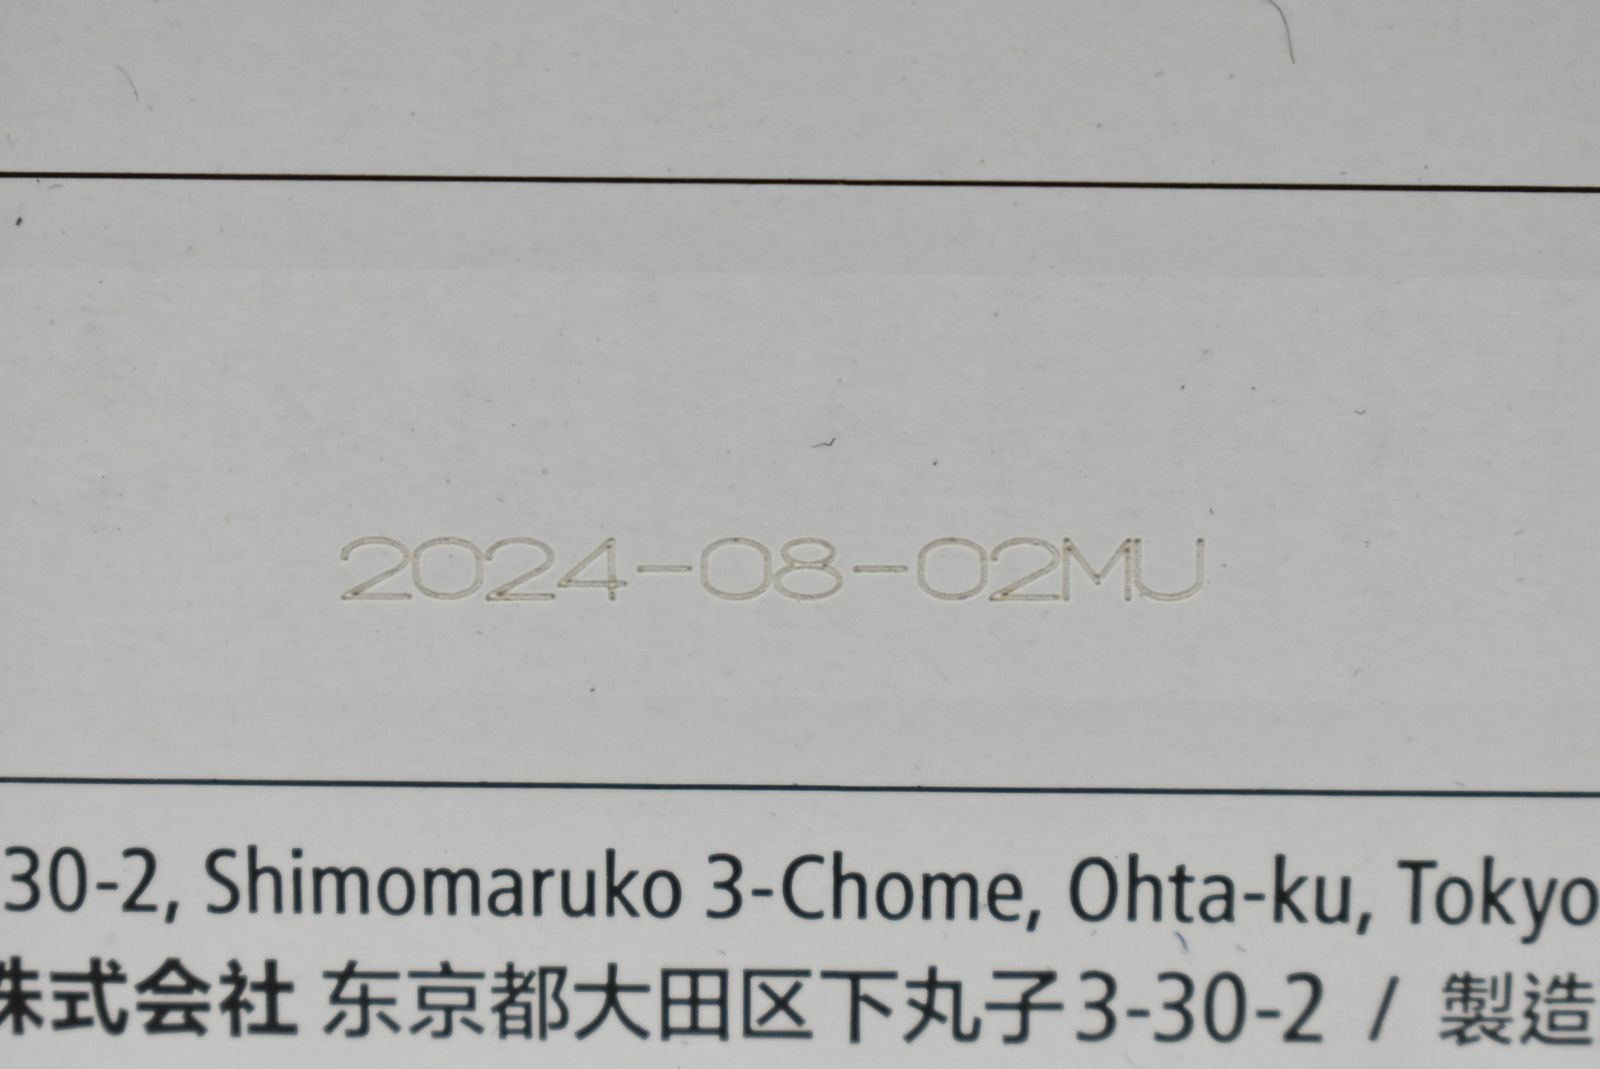 2024-08-02MU
30-2, Shimomaruko 3-Chome, Ohta-ku, Tokyo
株式会社 东京都大田区下丸子3-30-2 / 製造